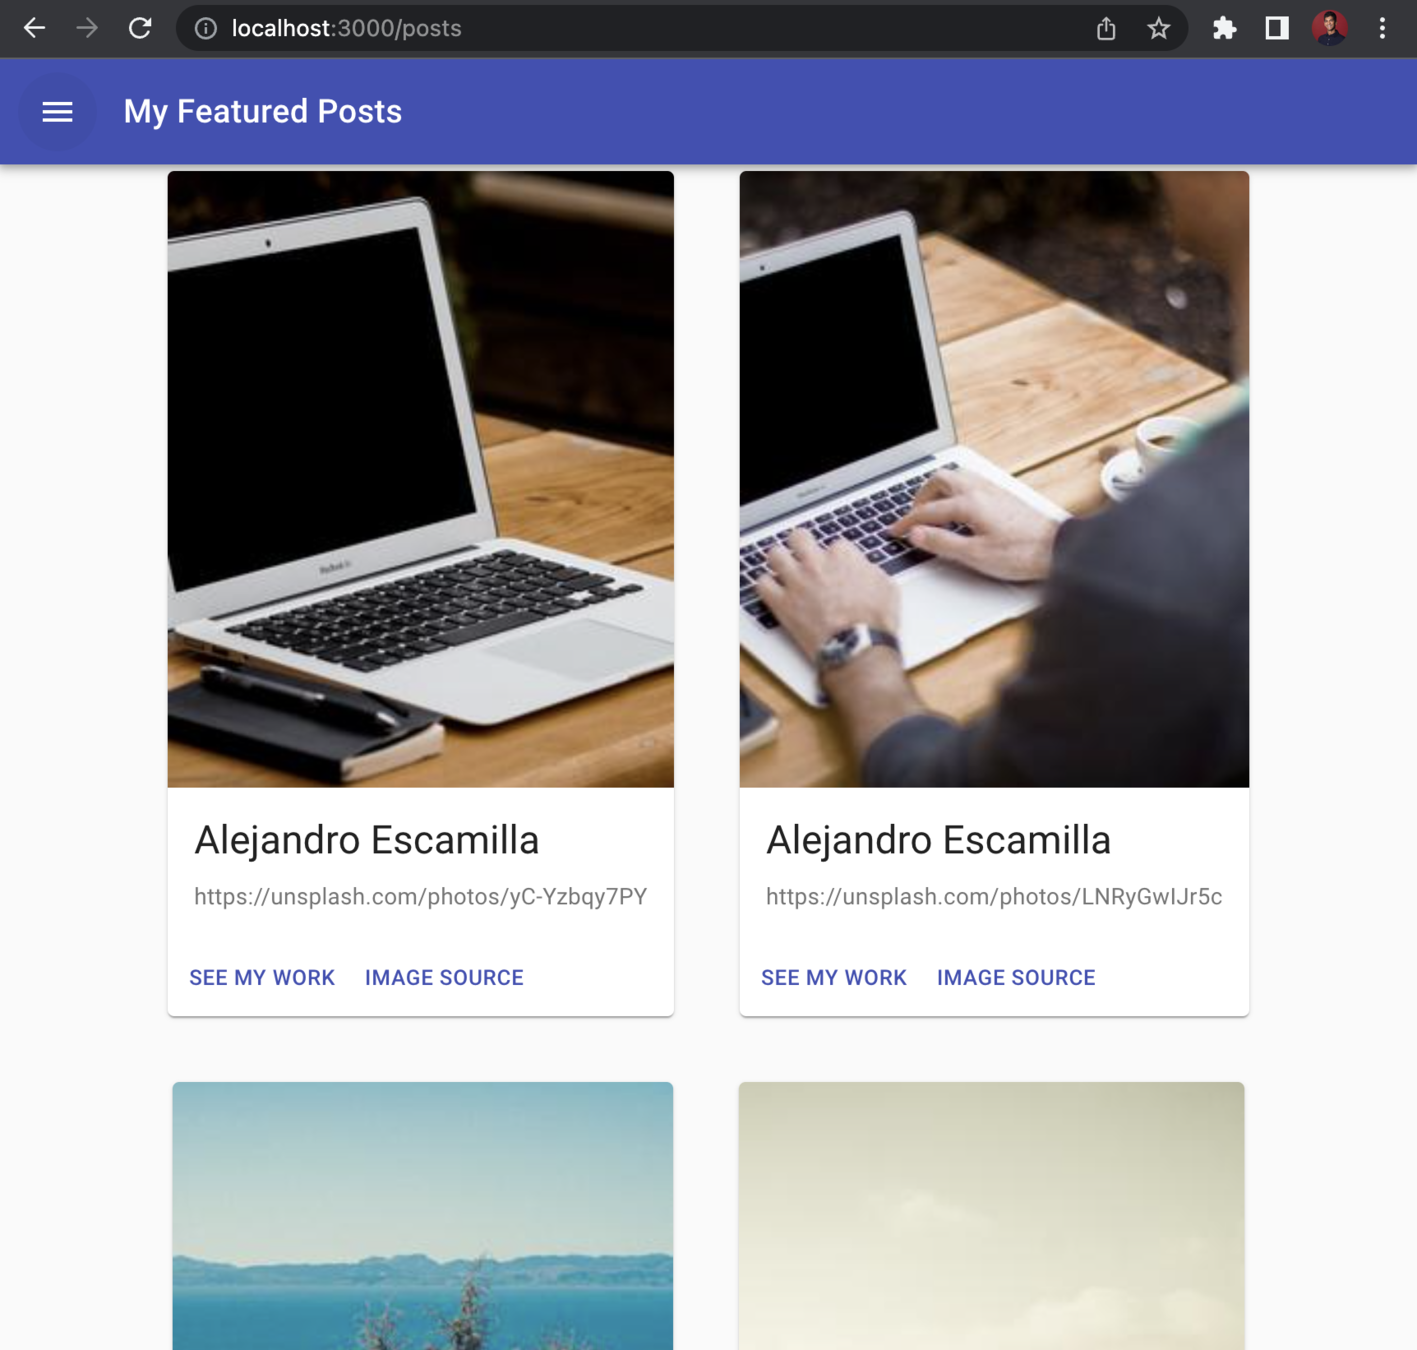 localhost:3000/posts
My Featured Posts
Alejandro Escamilla
https://unsplash.com/photos/yC-Yzbqy7PY
SEE MY WORK IMAGE SOURCE
Alejandro Escamilla
https://unsplash.com/photos/LNRyGwIJr5c
SEE MY WORK IMAGE SOURCE